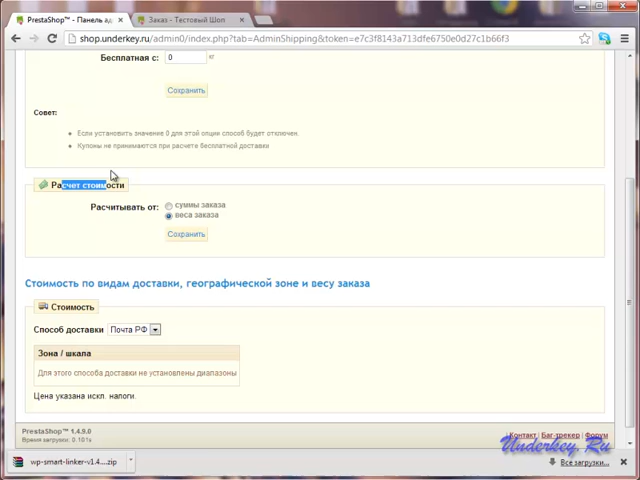 PrestaShop™ - Панель ад
Заказ - Тестовый Шоп
shop.underkey.ru/admin0/index.php?tab=AdminShipping&token=e7c3f8143a713dfe6750e0d27c1b66f3
Бесплатная с: 0 кг
Сохранить
Совет:
Если установить значение 0 для этой опции способ будет отключен.
Купоны не принимаются при расчете бесплатной доставки
Расчет стоимости
Расчитывать от: суммы заказа
веса заказа
Сохранить
Стоимость по видам доставки, географической зоне и весу заказа
Стоимость
Способ доставки Почта РФ
Зона / шкала
Для этого способа доставки не установлены диапазоны
Цена указана искл. налоги.
PrestaShop™ 1.4.9.0
Время загрузки: 0.101s
Контакт | Баг-трекер | Форум
Underkey.Ru
wp-smart-linker-v1.4....zip
Все загрузки...